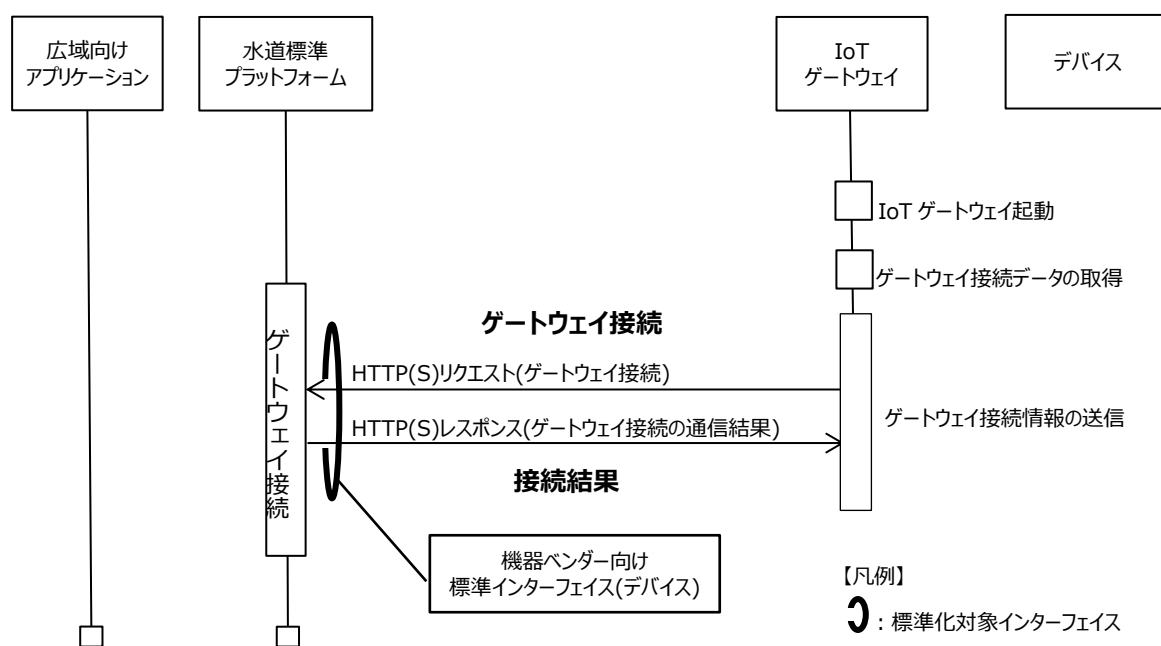 広域向け
アプリケーション
水道標準
プラットフォーム
IoT
ゲートウェイ
デバイス
IoT ゲートウェイ起動
ゲートウェイ接続データの取得
ゲートウェイ接続
ゲートウェイ接続
HTTP(S)リクエスト(ゲートウェイ接続)
ゲートウェイ接続情報の送信
HTTP(S)レスポンス(ゲートウェイ接続の通信結果)
接続結果
機器ベンダー向け
標準インターフェイス(デバイス)
【凡例】
：標準化対象インターフェイス